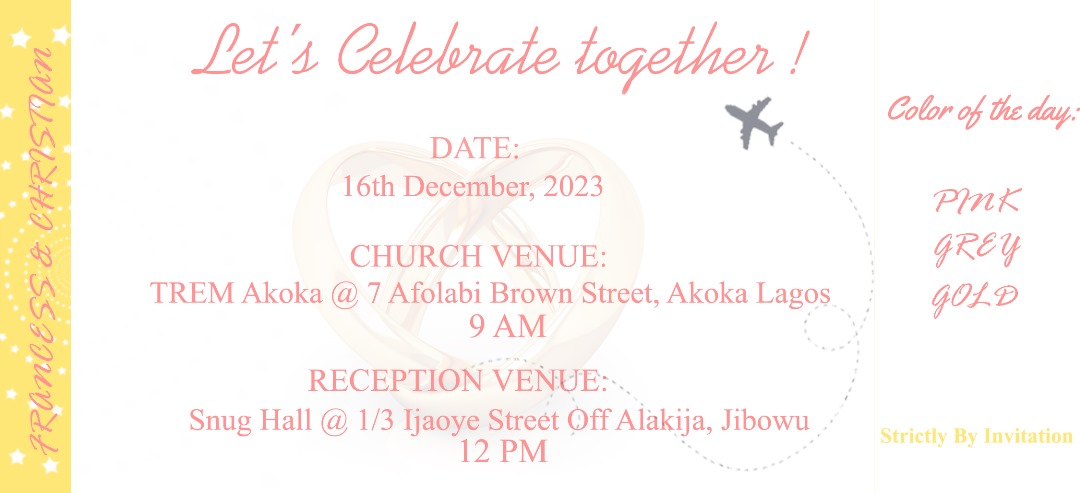 FRANCESS & CHRISTIAN
Let's Celebrate together !
DATE:
16th December, 2023
CHURCH VENUE:
TREM Akoka @ 7 Afolabi Brown Street, Akoka Lagos
9 AM
RECEPTION VENUE:
Snug Hall @ 1/3 Ijaoye Street Off Alakija, Jibowu
12 PM
Color of the day:
PINK
GREY
GOLD
Strictly By Invitation